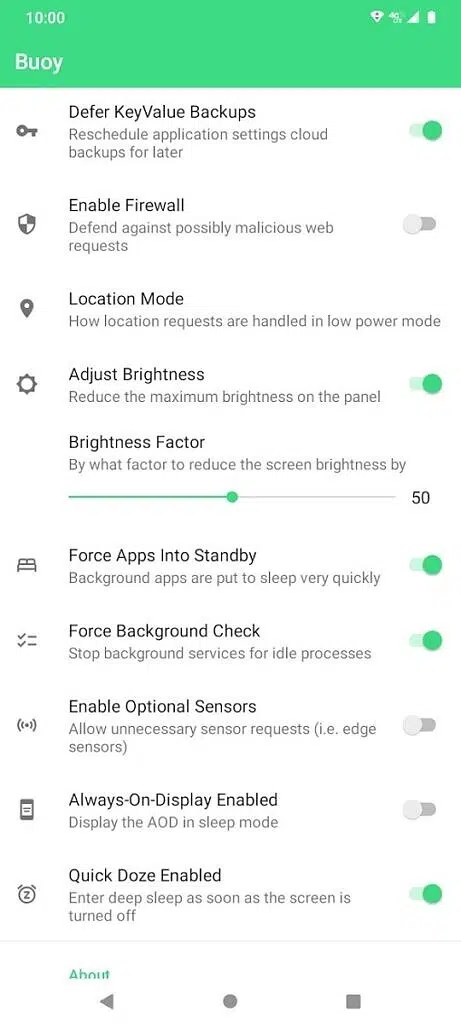 10:00
4G
Buoy
Defer KeyValue Backups
Reschedule application settings cloud
backups for later
Enable Firewall
Defend against possibly malicious web
requests
Location Mode
How location requests are handled in low power mode
Adjust Brightness
Reduce the maximum brightness on the panel
Brightness Factor
By what factor to reduce the screen brightness by
50
Force Apps Into Standby
Background apps are put to sleep very quickly
Force Background Check
Stop background services for idle processes
Enable Optional Sensors
Allow unnecessary sensor requests (i.e. edge
sensors)
Always-On-Display Enabled
Display the AOD in sleep mode
Quick Doze Enabled
Enter deep sleep as soon as the screen is
turned off
About